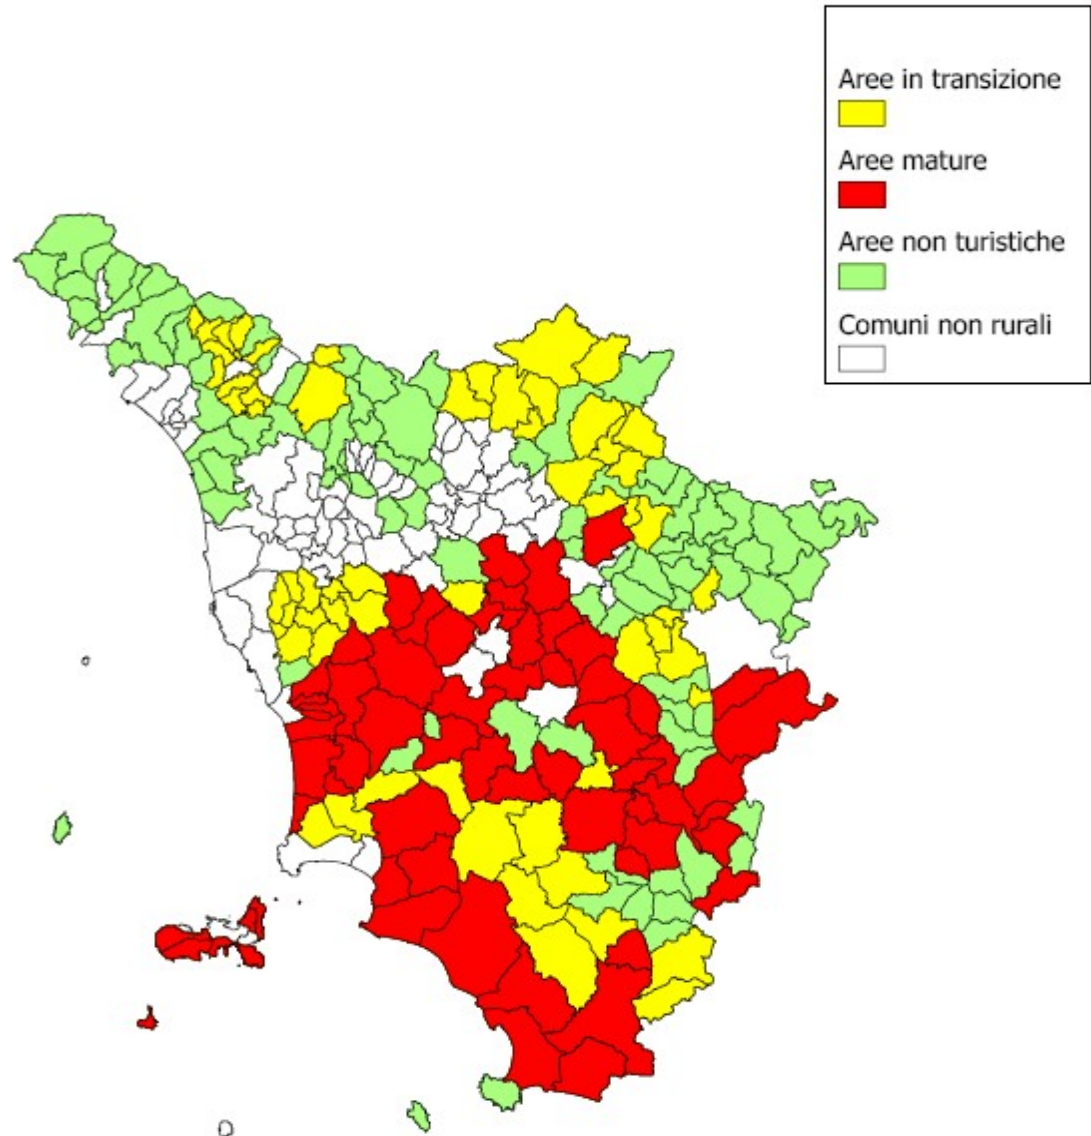 Aree in transizione
Aree mature
Aree non turistiche
Comuni non rurali